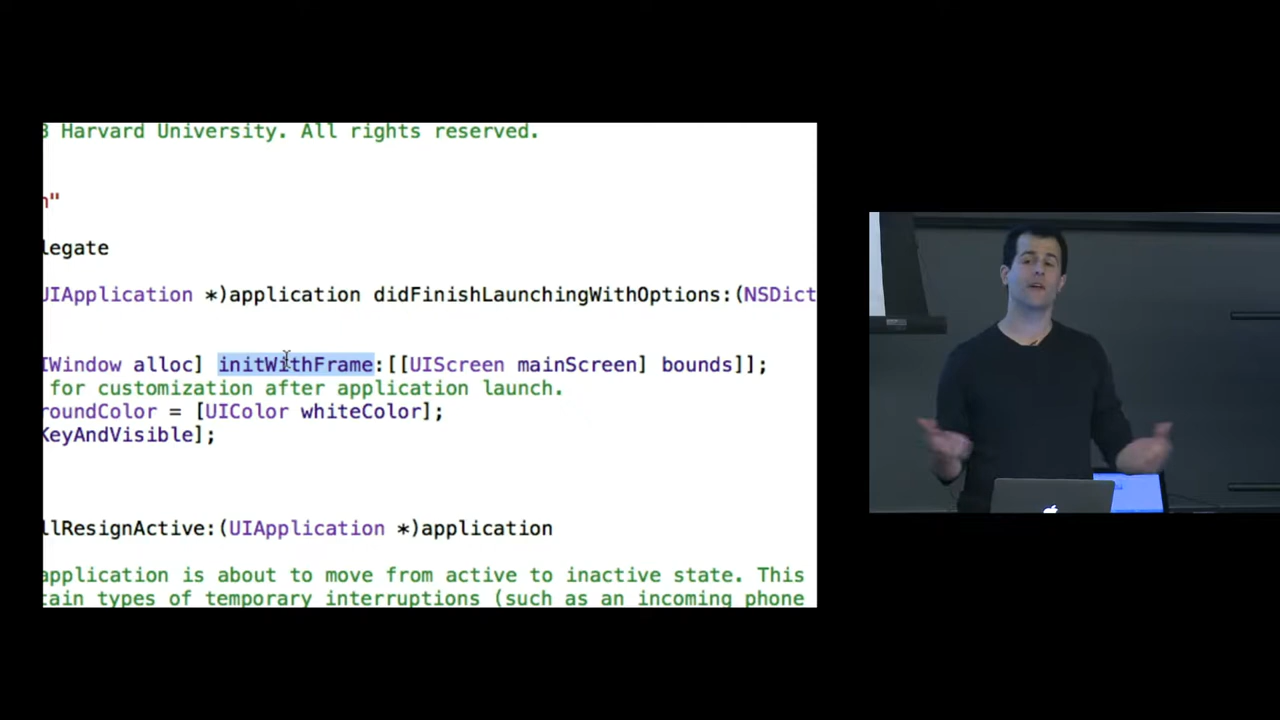 3 Harvard University. All rights reserved.
n"
legate
UIApplication *)application didFinishLaunchingWithOptions:(NSDict
IWindow alloc] initWithFrame:[[UIScreen mainScreen] bounds]];
for customization after application launch.
roundColor = [UIColor whiteColor];
KeyAndVisible];
llResignActive:(UIApplication *)application
application is about to move from active to inactive state. This
tain types of temporary interruptions (such as an incoming phone